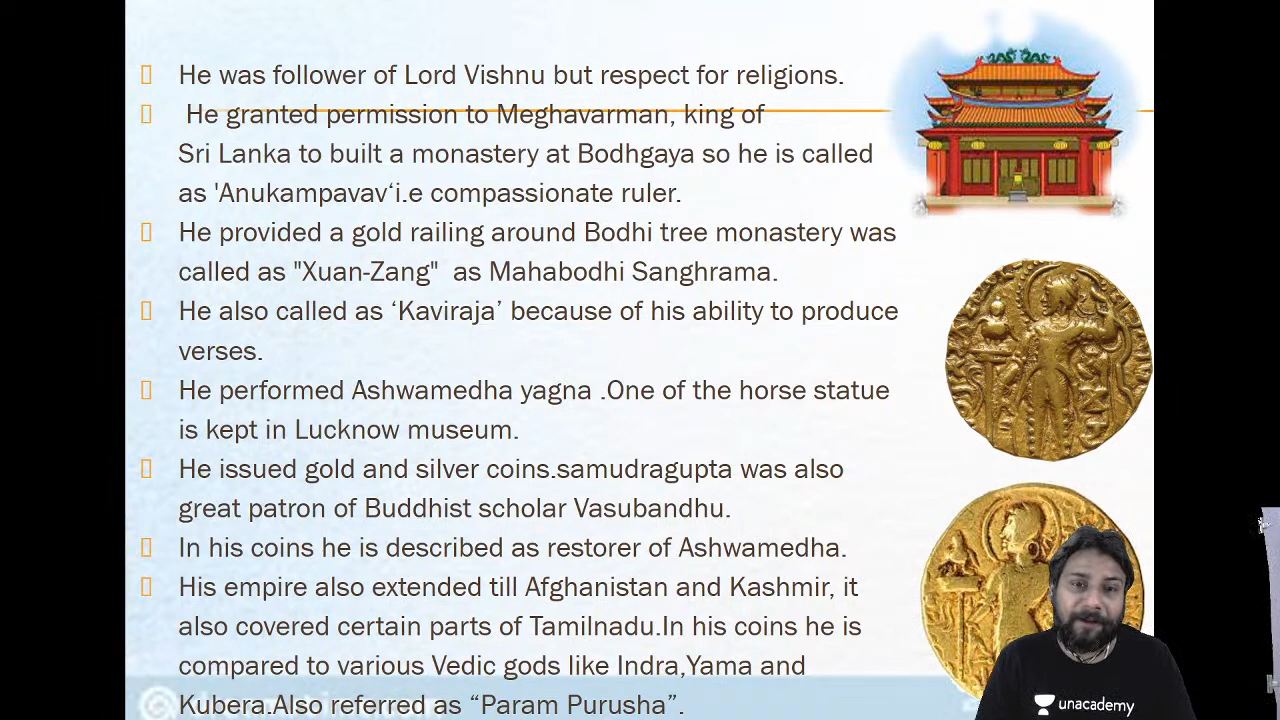 He was follower of Lord Vishnu but respect for religions.
He granted permission to Meghavarman, king of
Sri Lanka to built a monastery at Bodhgaya so he is called
as 'Anukampavav‘i.e compassionate ruler.
He provided a gold railing around Bodhi tree monastery was
called as "Xuan-Zang" as Mahabodhi Sanghrama.
He also called as ‘Kaviraja’ because of his ability to produce
verses.
He performed Ashwamedha yagna .One of the horse statue
is kept in Lucknow museum.
He issued gold and silver coins.samudragupta was also
great patron of Buddhist scholar Vasubandhu.
In his coins he is described as restorer of Ashwamedha.
His empire also extended till Afghanistan and Kashmir, it
also covered certain parts of Tamilnadu.In his coins he is
compared to various Vedic gods like Indra,Yama and
Kubera.Also referred as “Param Purusha”.
unacademy